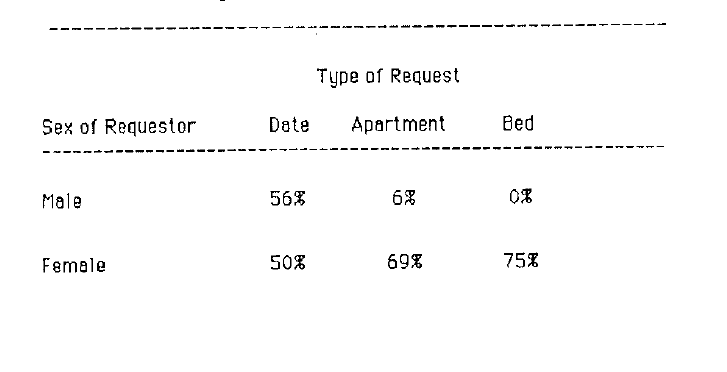 Type of Request
Sex of Requestor Date Apartment Bed
Male 56% 6% 0%
Female 50% 69% 75%